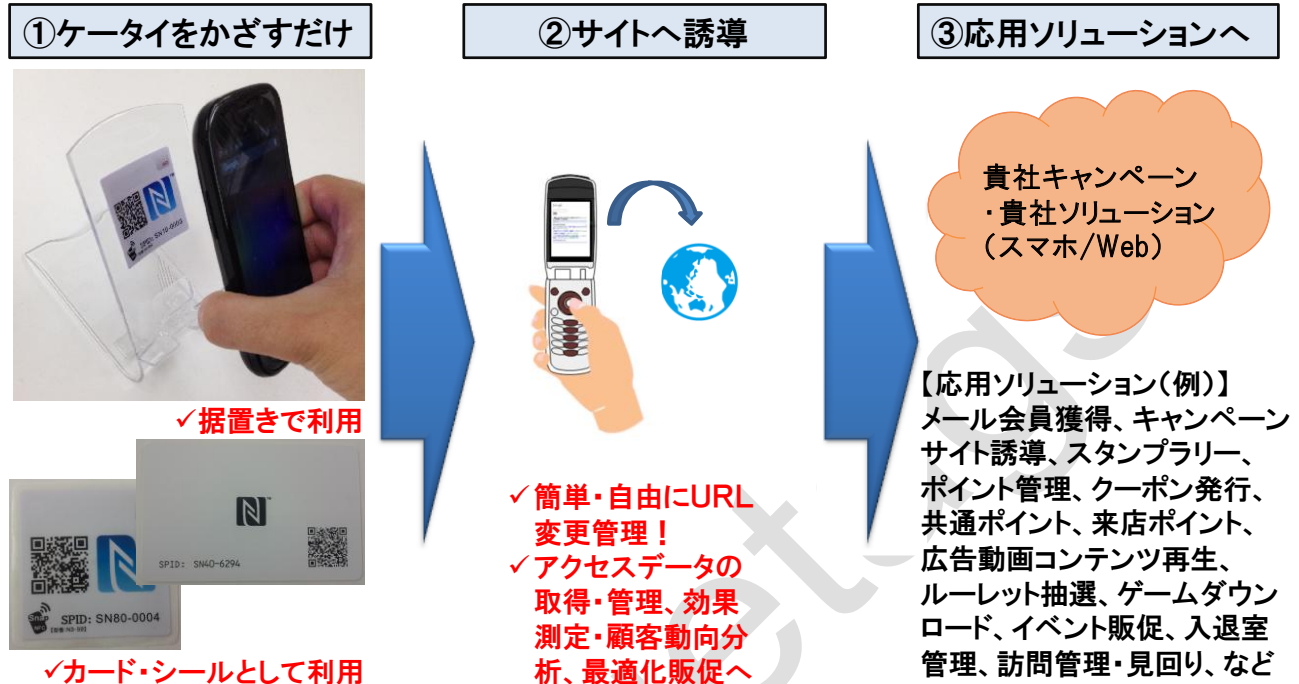 ①ケータイをかざすだけ
SPID: SN10-0003
✓据置きで利用
SPID: SN40-6294
SPID: SN80-0004
✓カード・シールとして利用
②サイトへ誘導
✓簡単・自由にURL
変更管理！
✓アクセスデータの
取得・管理、効果
測定・顧客動向分
析、最適化販促へ
③応用ソリューションへ
貴社キャンペーン
・貴社ソリューション
（スマホ/Web）
【応用ソリューション（例）】
メール会員獲得、キャンペーン
サイト誘導、スタンプラリー、
ポイント管理、クーポン発行、
共通ポイント、来店ポイント、
広告動画コンテンツ再生、
ルーレット抽選、ゲームダウン
ロード、イベント販促、入退室
管理、訪問管理・見回り、など